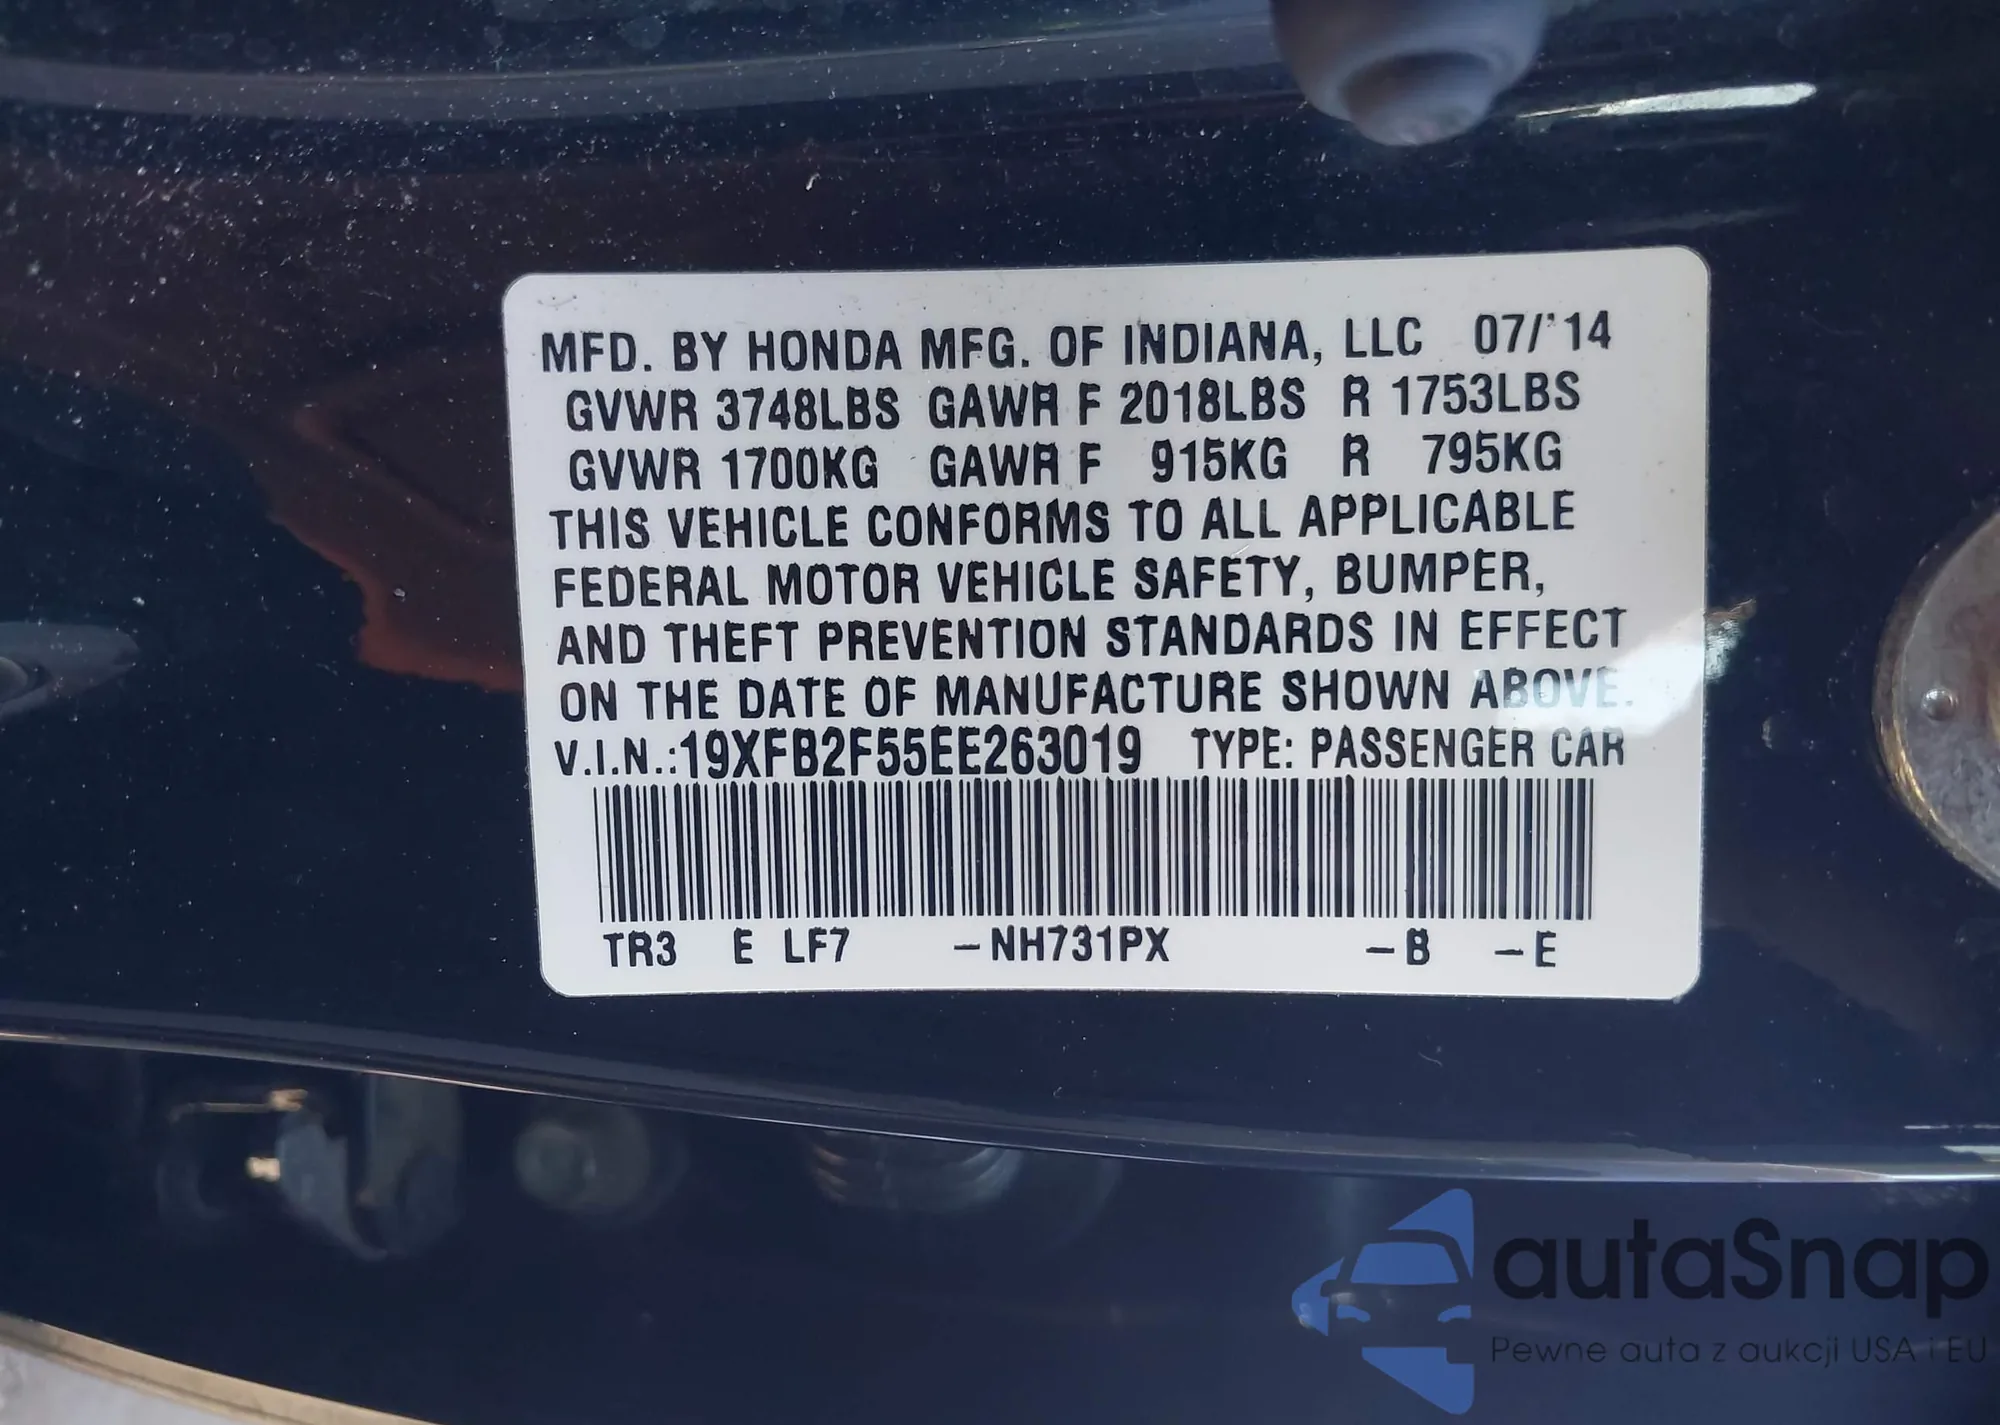 MFD. BY HONDA MFG. OF INDIANA, LLC 07/'14
GVWR 3748LBS GAWR F 2018LBS R 1753LBS
GVWR 1700KG GAWR F 915KG R 795KG
THIS VEHICLE CONFORMS TO ALL APPLICABLE
FEDERAL MOTOR VEHICLE SAFETY, BUMPER,
AND THEFT PREVENTION STANDARDS IN EFFECT
ON THE DATE OF MANUFACTURE SHOWN ABOVE.
V.I.N.:19XFB2F55EE263019 TYPE: PASSENGER CAR
TR3 E LF7 -NH731PX -B -E
autaSnap
Pewne auta z aukcji USA i EU